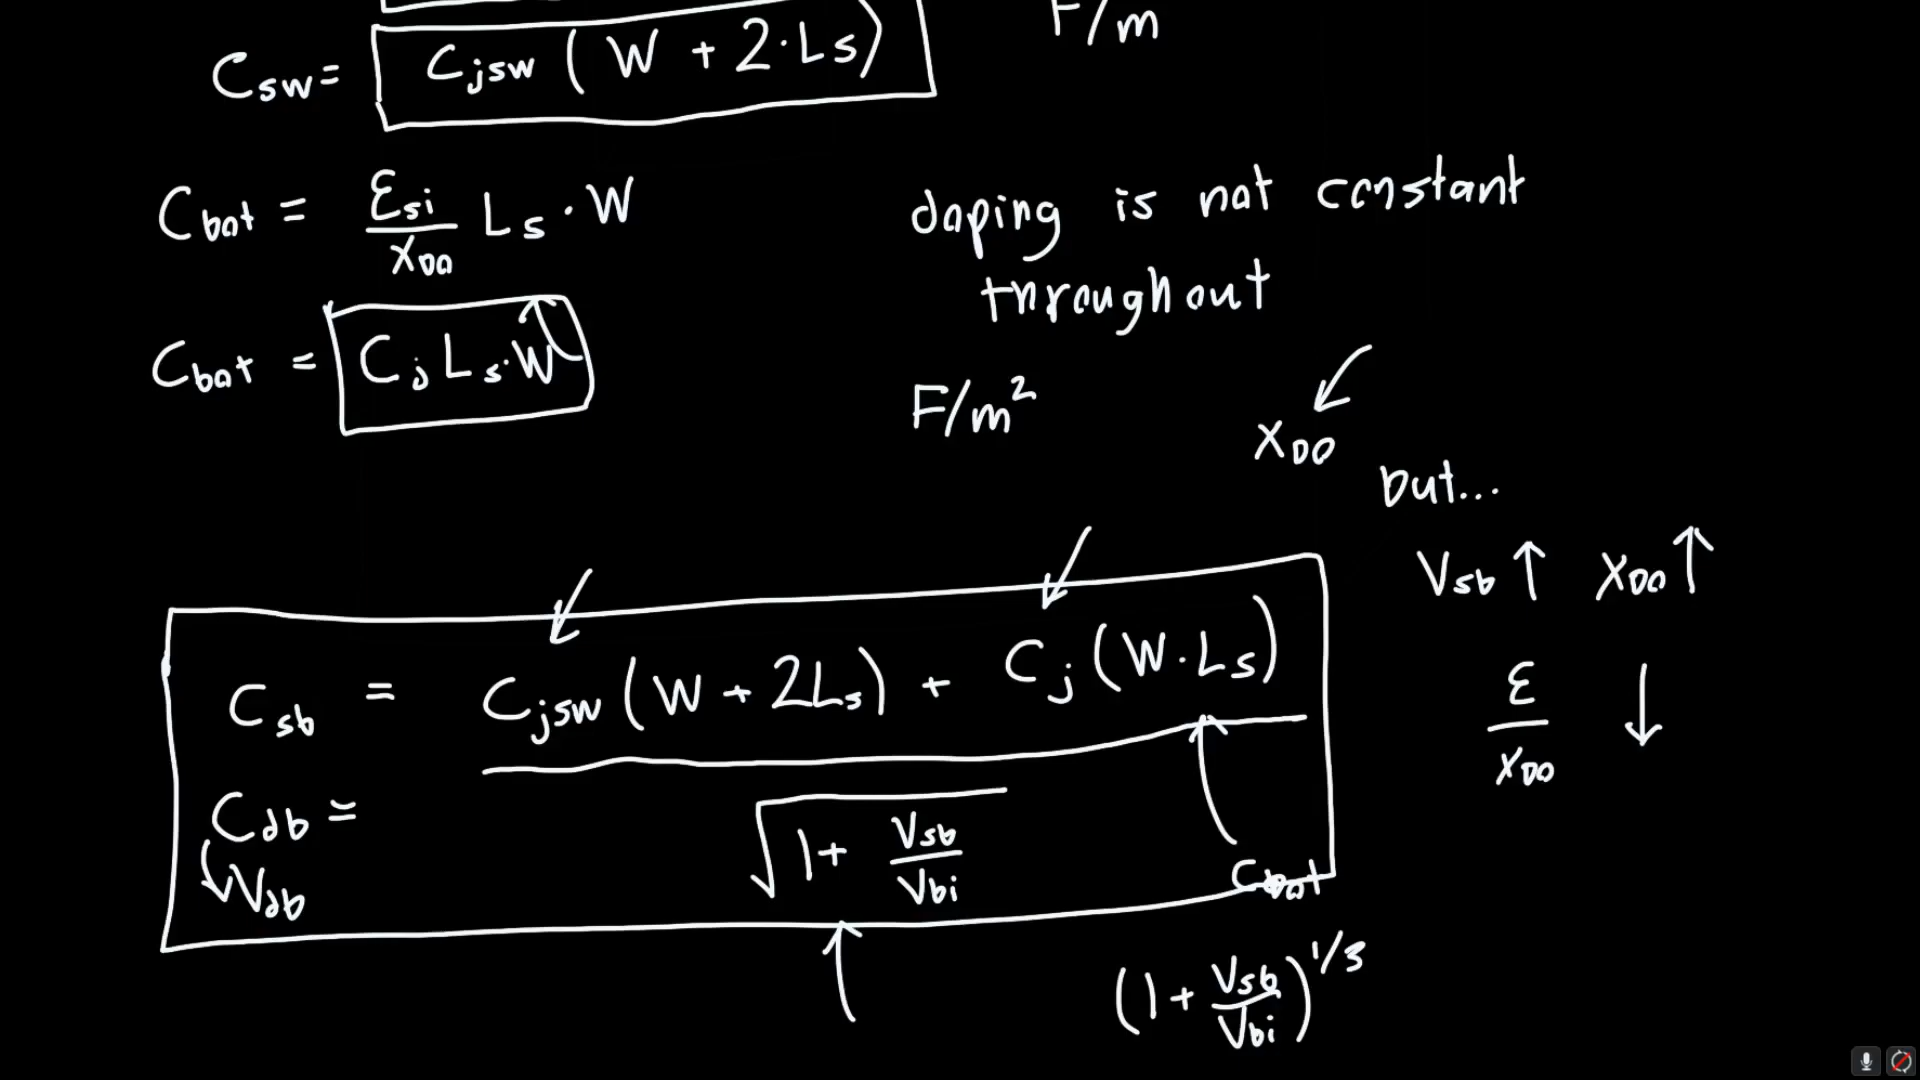 F/m
Csw = Cjsw ( W + 2·Ls)
Cbot = εsi/XDO Ls · W
doping is not constant
throughout
Cbot = Cj Ls·W
F/m²
XDO
but...
Vsb ↑ XDO ↑
Csb = Cjsw (W + 2Ls) + Cj (W·Ls)
ε/XDO ↓
Cdb =
√1 + Vsb/Vbi
Vdb
Cbot
(1 + Vsb/Vbi)^1/3